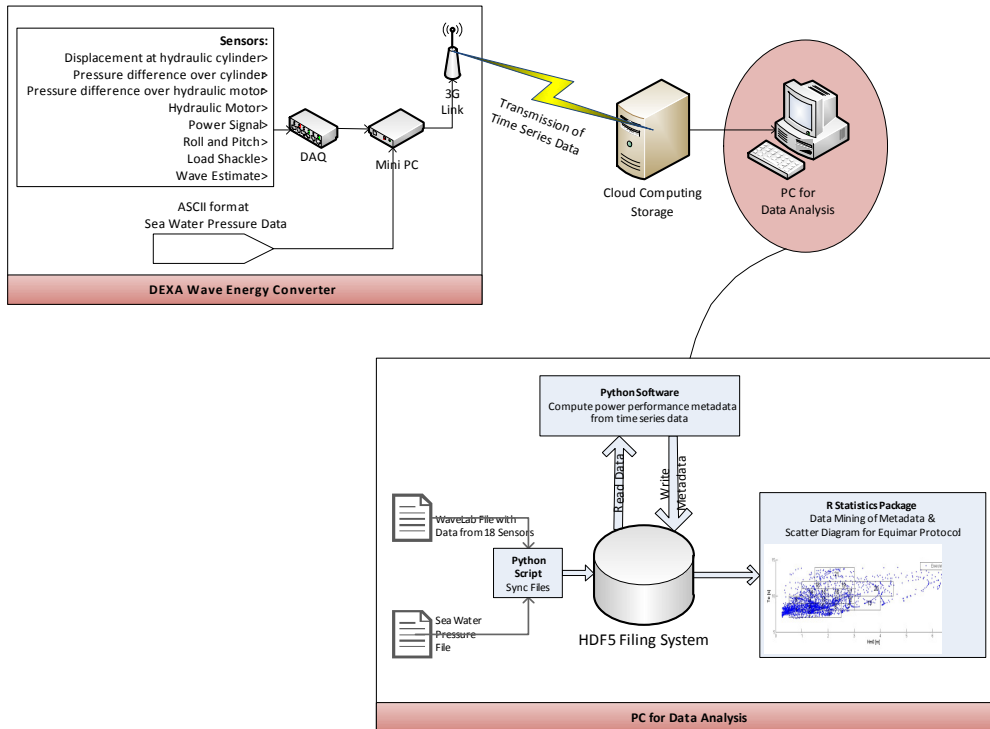 Sensors:
Displacement at hydraulic cylinder>
Pressure difference over cylinder>
Pressure difference over hydraulic motor>
Hydraulic Motor>
Power Signal>
Roll and Pitch>
Load Shackle>
Wave Estimate>
DAQ
Mini PC
3G
Link
ASCII format
Sea Water Pressure Data
DEXA Wave Energy Converter
Transmission of
Time Series Data
Cloud Computing
Storage
PC for
Data Analysis
Python Software
Compute power performance metadata
from time series data
Read Data
Write
Metadata
WaveLab File with
Data from 18 Sensors
Python
Script
Sync Files
Sea Water
Pressure
File
HDF5 Filing System
R Statistics Package
Data Mining of Metadata &
Scatter Diagram for Equimar Protocol
PC for Data Analysis